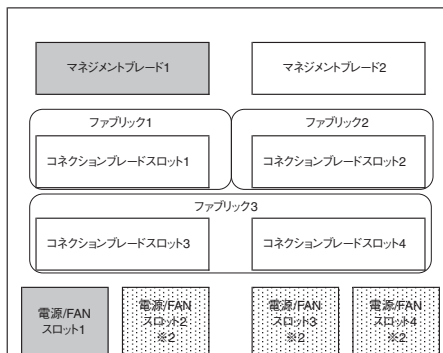 マネジメントブレード1
マネジメントブレード2
ファブリック1
ファブリック2
コネクションブレードスロット1
コネクションブレードスロット2
ファブリック3
コネクションブレードスロット3
コネクションブレードスロット4
電源/FAN
スロット1
電源/FAN
スロット2
※2
電源/FAN
スロット3
※2
電源/FAN
スロット4
※2